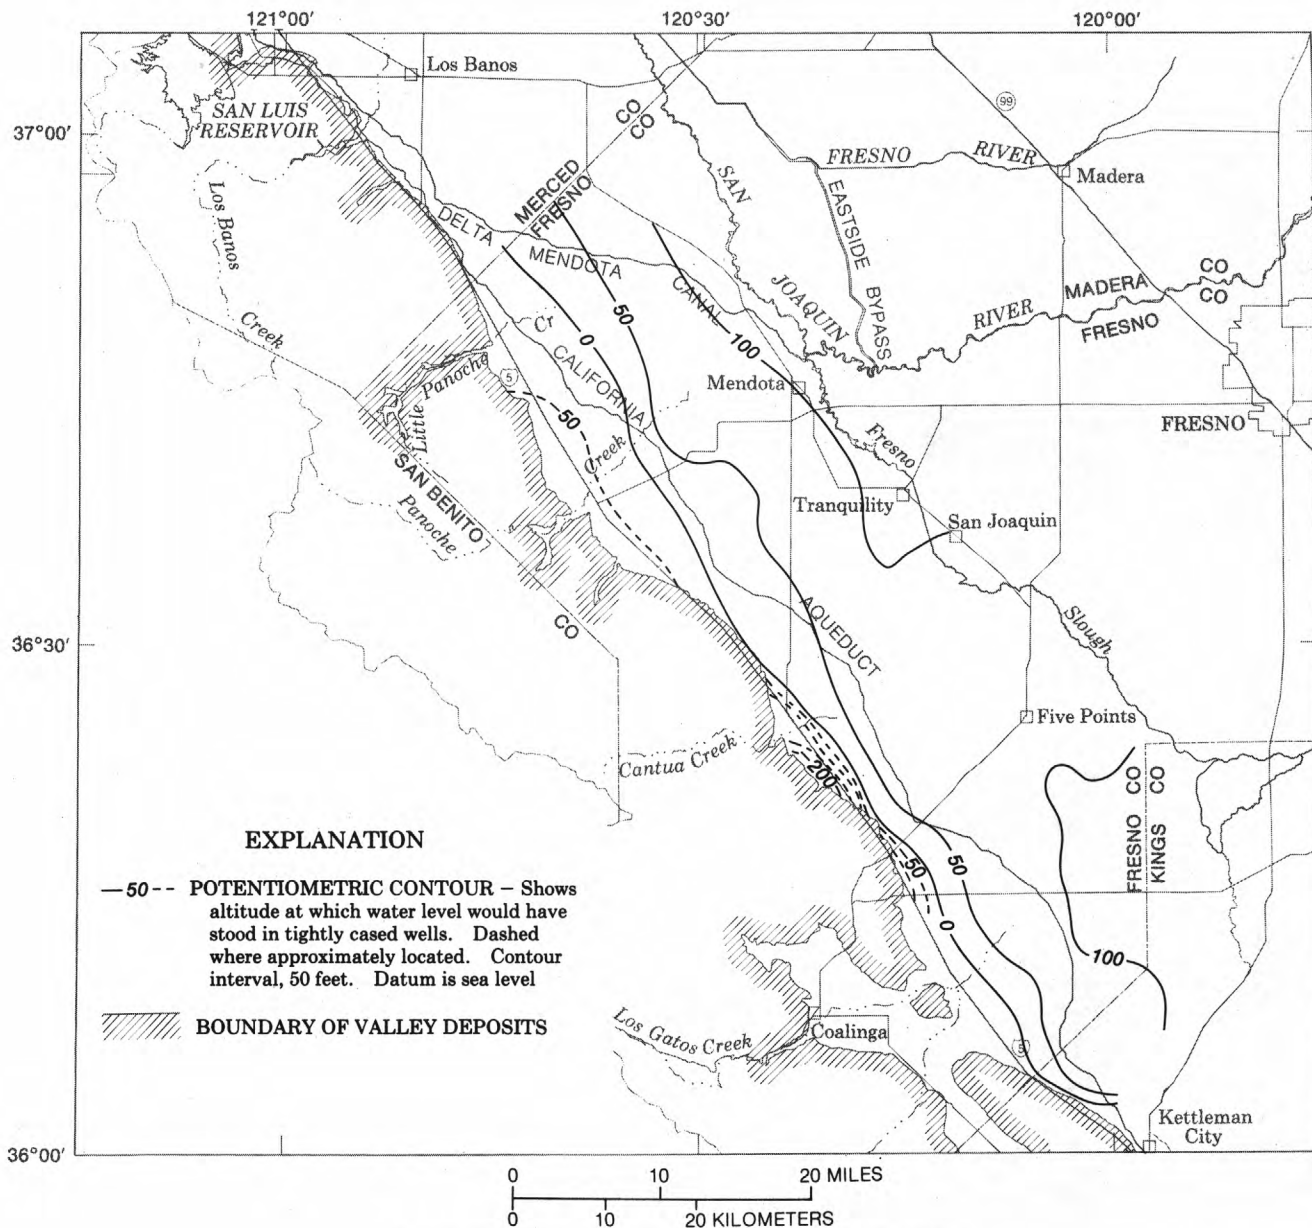 121°00'
120°30'
120°00'
Los Banos
SAN LUIS
RESERVOIR
37°00'
CO
CO
99
FRESNO RIVER
Madera
SAN
JOAQUIN
RIVER
EASTSIDE
BYPASS
MERCED
FRESNO
Los Banos
Creek
DELTA
MENDOTA
CANAL
MADERA CO
FRESNO CO
50
0
100
Cr
CALIFORNIA
Mendota
5
50
Little Panoche
Creek
Fresno
FRESNO
SAN BENITO
CO
Panoche
Tranquility
San Joaquin
36°30'
AQUEDUCT
Slough
Five Points
Cantua Creek
200
FRESNO CO
KINGS CO
50
50
0
100
EXPLANATION
—50-- POTENTIOMETRIC CONTOUR – Shows
altitude at which water level would have
stood in tightly cased wells. Dashed
where approximately located. Contour
interval, 50 feet. Datum is sea level
BOUNDARY OF VALLEY DEPOSITS
Los Gatos Creek
Coalinga
5
Kettleman
City
36°00'
0 10 20 MILES
0 10 20 KILOMETERS